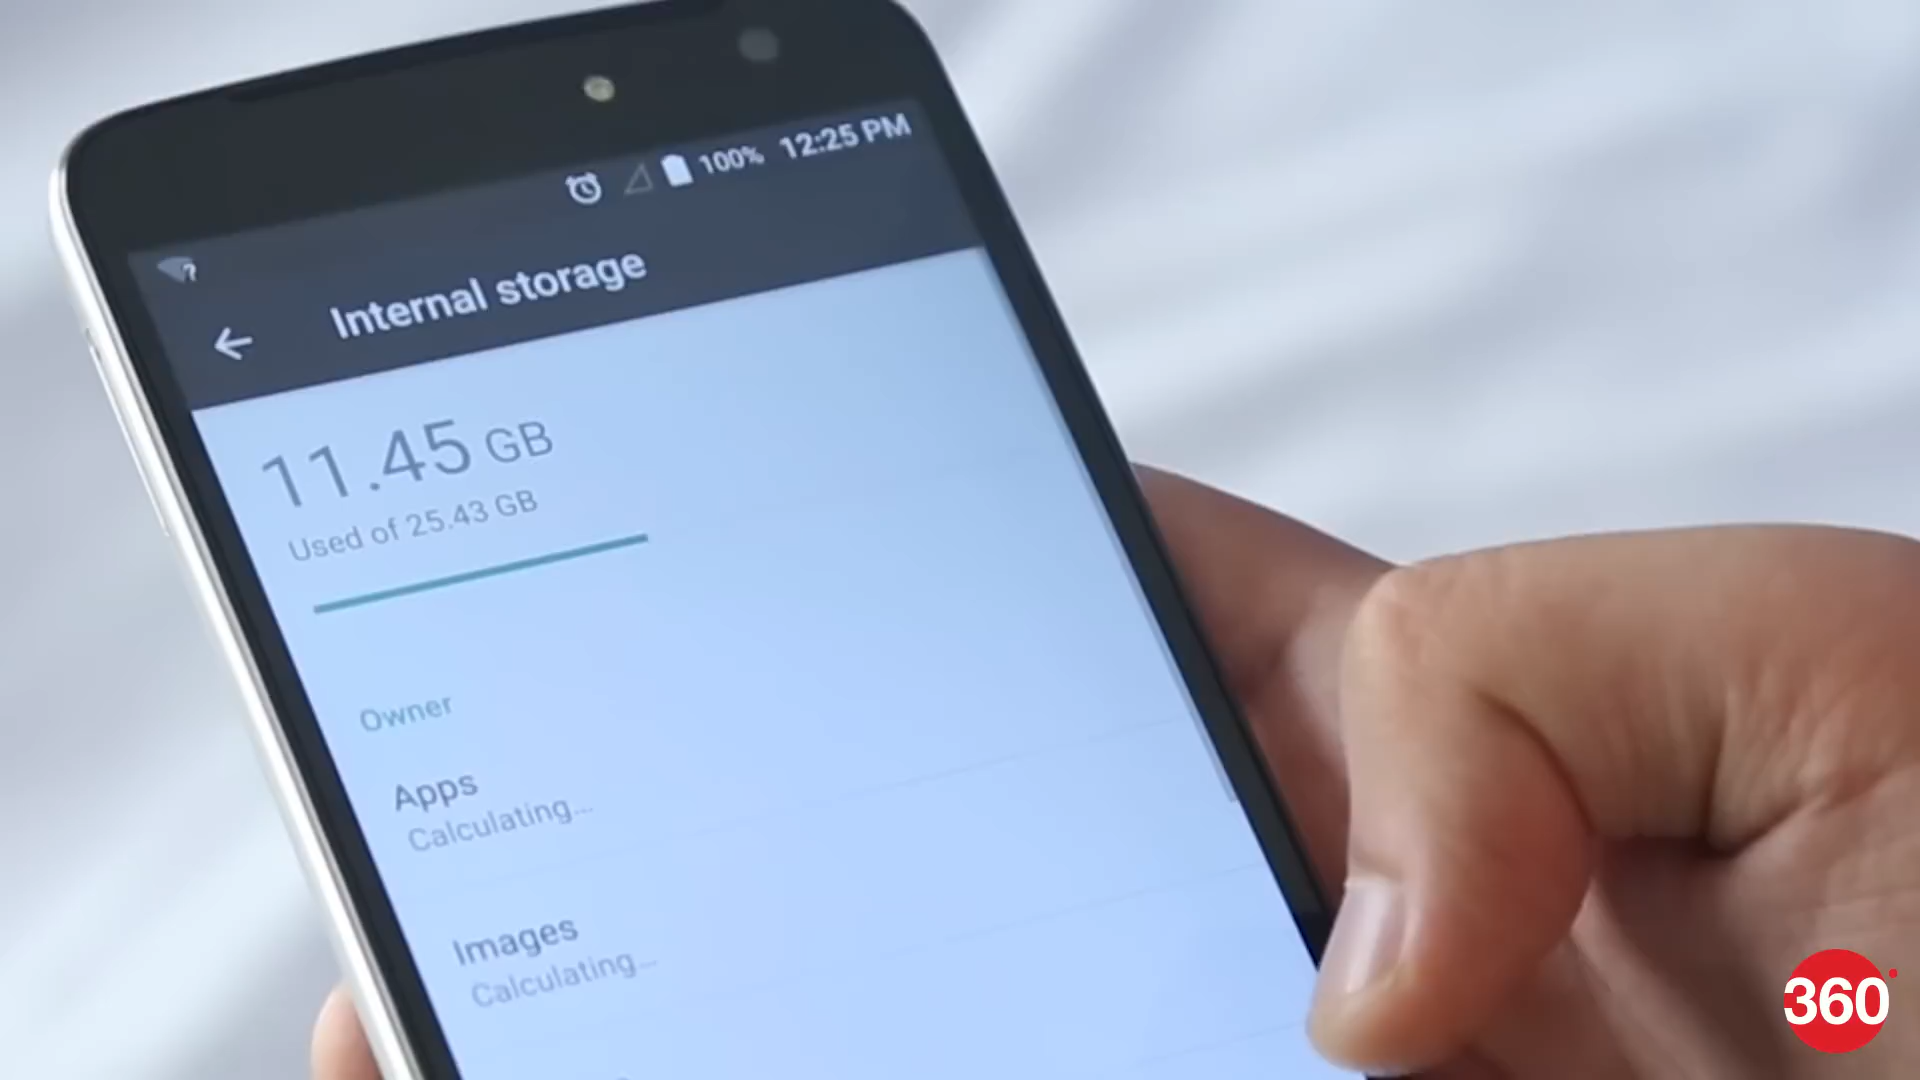 100% 12:25 PM
?
Internal storage
11.45 GB
Used of 25.43 GB
Owner
Apps
Calculating...
Images
Calculating...
360